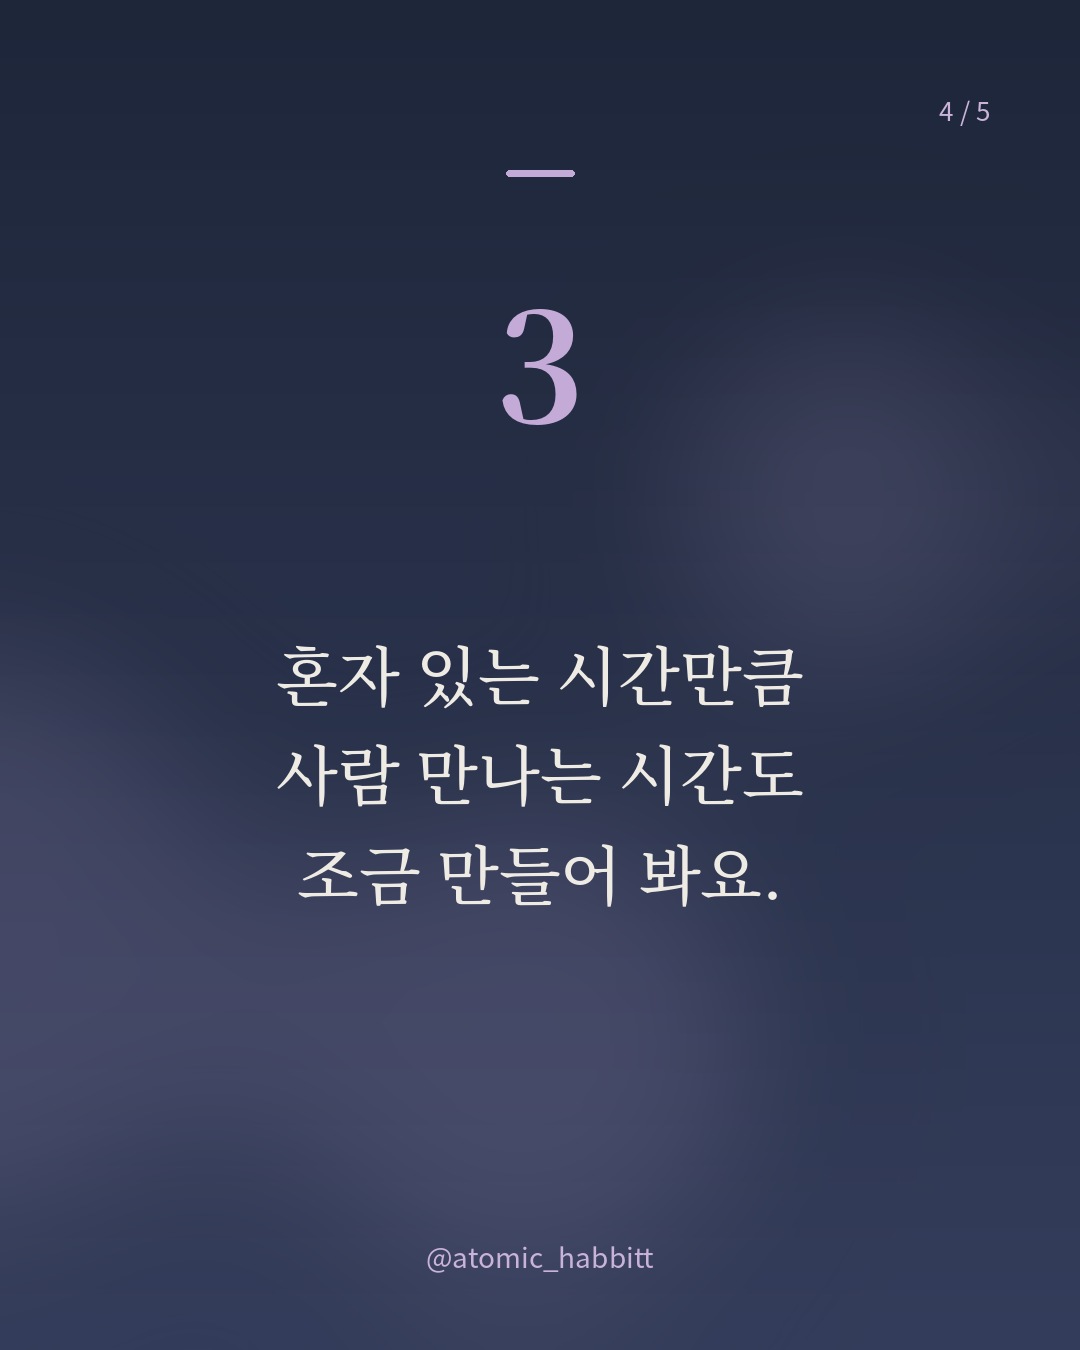 4 / 5
3
혼자 있는 시간만큼
사람 만나는 시간도
조금 만들어 봐요.
@atomic_habbitt